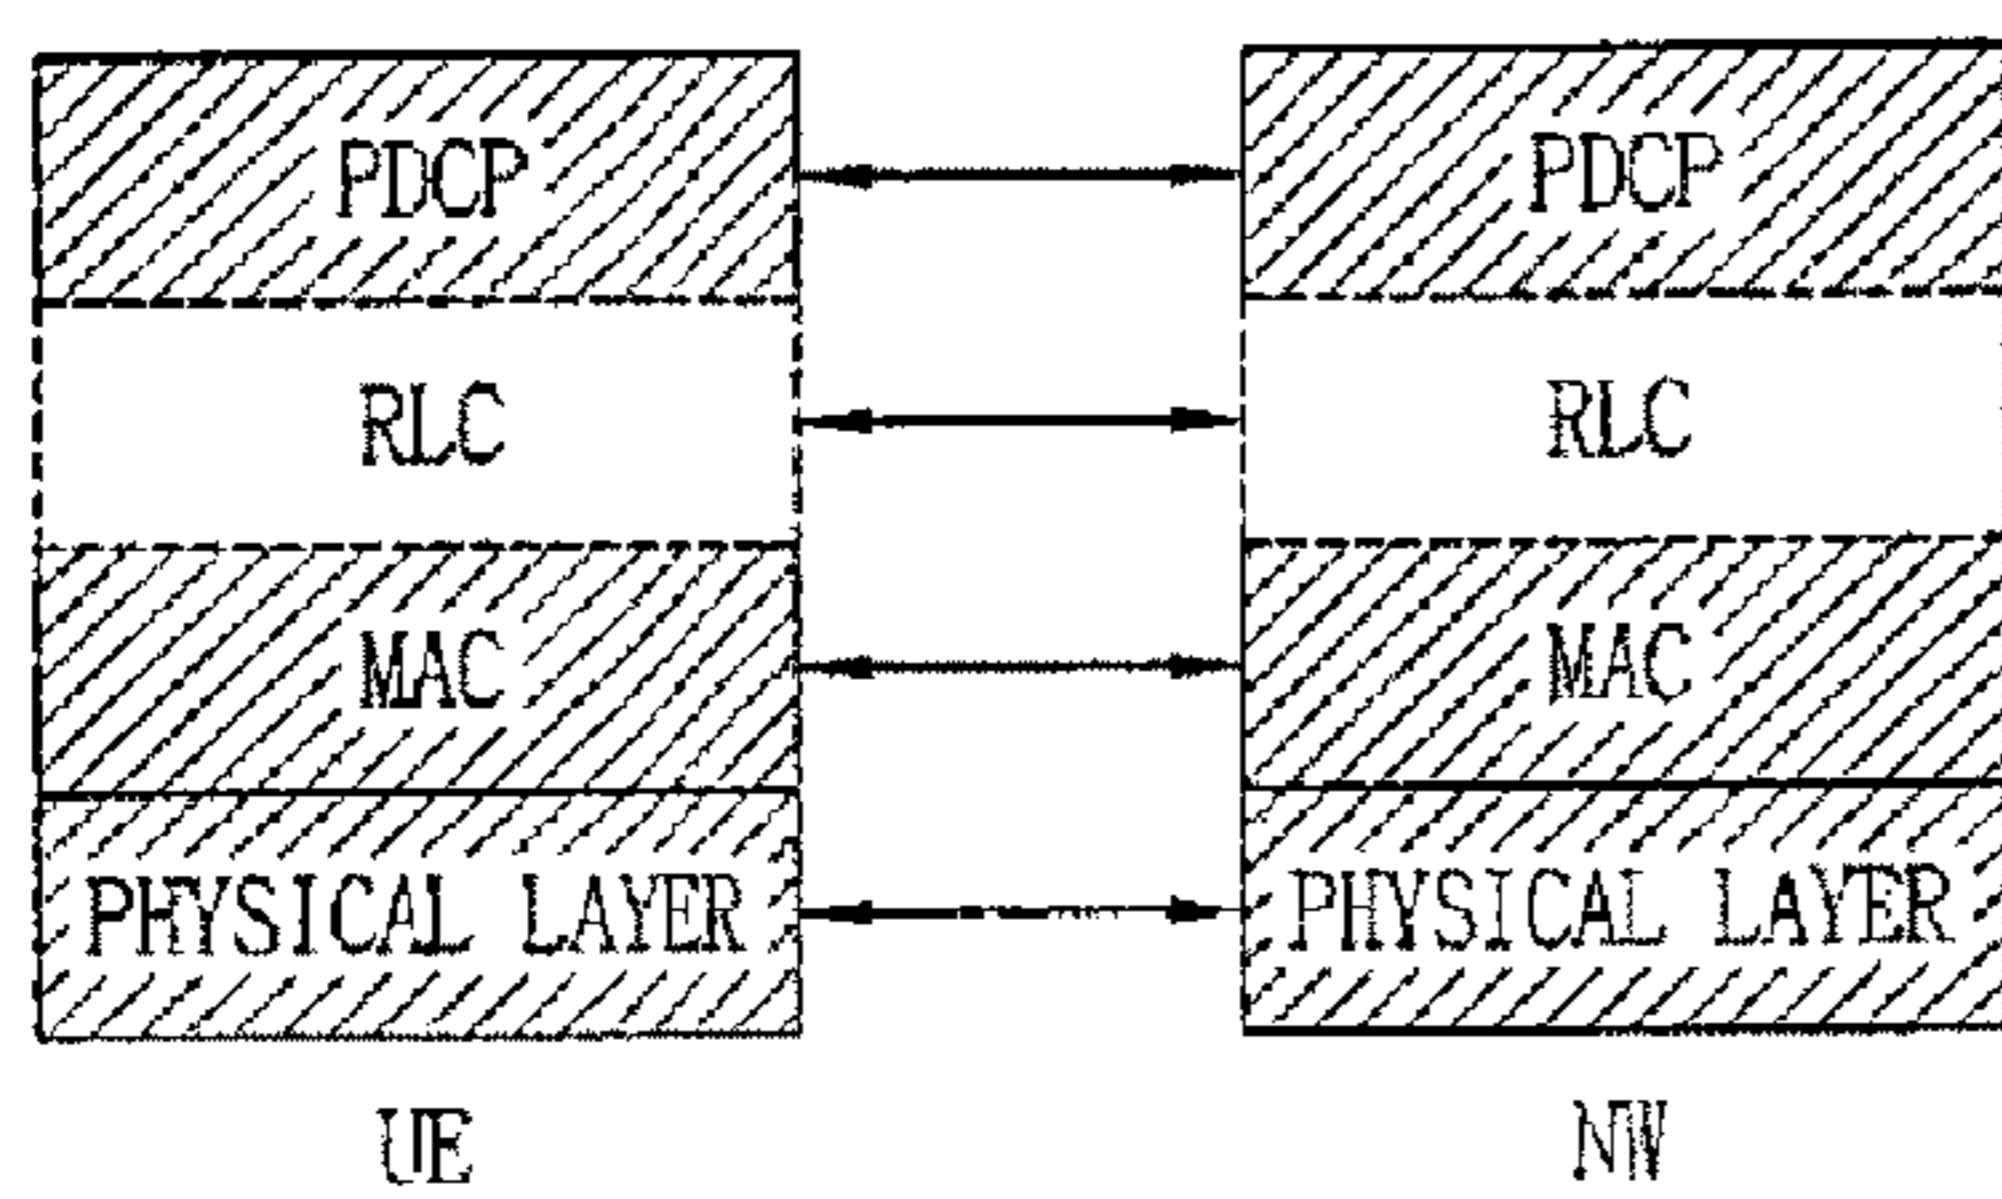 PDCP PDCP
RLC RLC
MAC MAC
PHYSICAL LAYER PHYSICAL LAYER
UE NW